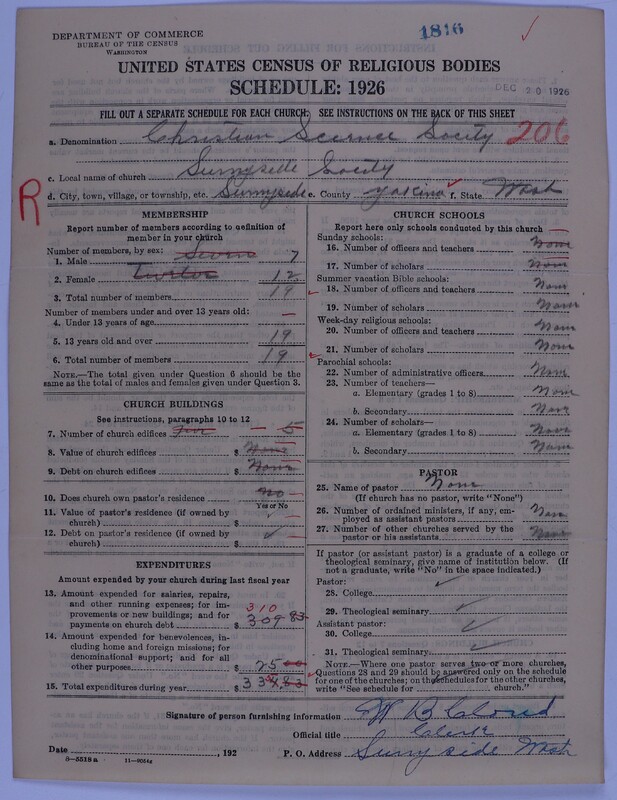 DEPARTMENT OF COMMERCE
BUREAU OF THE CENSUS
WASHINGTON
1816
UNITED STATES CENSUS OF RELIGIOUS BODIES
SCHEDULE: 1926
DEC 20 1926
FILL OUT A SEPARATE SCHEDULE FOR EACH CHURCH: SEE INSTRUCTIONS ON THE BACK OF THIS SHEET
a. Denomination Christian Science Society 206
c. Local name of church Sunnyside Society
R
d. City, town, village, or township, etc. Sunnyside e. County Yakima f. State Wash
MEMBERSHIP
Report number of members according to definition of
member in your church
Number of members, by sex:
1. Male Seven 7
2. Female Twelve 12
3. Total number of members 19
Number of members under and over 13 years old:
4. Under 13 years of age —
5. 13 years old and over 19
6. Total number of members 19
NOTE.—The total given under Question 6 should be
same as the total of males and females given under Question 3.
CHURCH BUILDINGS
See instructions, paragraphs 10 to 12
7. Number of church edifices Five — 5
8. Value of church edifices $ None
9. Debt on church edifices $ None
10. Does church own pastor's residence No
Yes or No
11. Value of pastor's residence (if owned by
church) $
12. Debt on pastor's residence (if owned by
church) $
EXPENDITURES
Amount expended by your church during last fiscal year
13. Amount expended for salaries, repairs,
and other running expenses; for im-
provements or new buildings; and for
payments on church debt $ 310 309.83
14. Amount expended for benevolences,
including home and foreign missions; for
denominational support; and for all
other purposes $ 25.00
15. Total expenditures during year $ 334.83
CHURCH SCHOOLS
Report here only schools conducted by this church —
Sunday schools:
16. Number of officers and teachers None
17. Number of scholars None
Summer vacation Bible schools:
18. Number of officers and teachers None
19. Number of scholars None
Week-day religious schools:
20. Number of officers and teachers None
21. Number of scholars None
Parochial schools:
22. Number of administrative officers None
23. Number of teachers—
a. Elementary (grades 1 to 8) None
b. Secondary None
24. Number of scholars—
a. Elementary (grades 1 to 8) None
b. Secondary None
PASTOR
25. Name of pastor None
(If church has no pastor, write "None")
26. Number of ordained ministers, if any, em-
ployed as assistant pastors None
27. Number of other churches served by the
pastor or his assistants None
If pastor (or assistant pastor) is a graduate of a college or
theological seminary, give name of institution below. (If
not a graduate, write "No" in the space indicated.)
Pastor:
28. College
29. Theological seminary
Assistant pastor:
30. College
31. Theological seminary
NOTE.—Where one pastor serves two or more churches,
Questions 28 and 29 should be answered only on the schedule
for one of the churches; on the schedules for the other churches,
write "See schedule for church."
Signature of person furnishing information W B Cloud
Official title Clerk
Date , 192 P. O. Address Sunnyside Wash
8—5518 a 11—9054